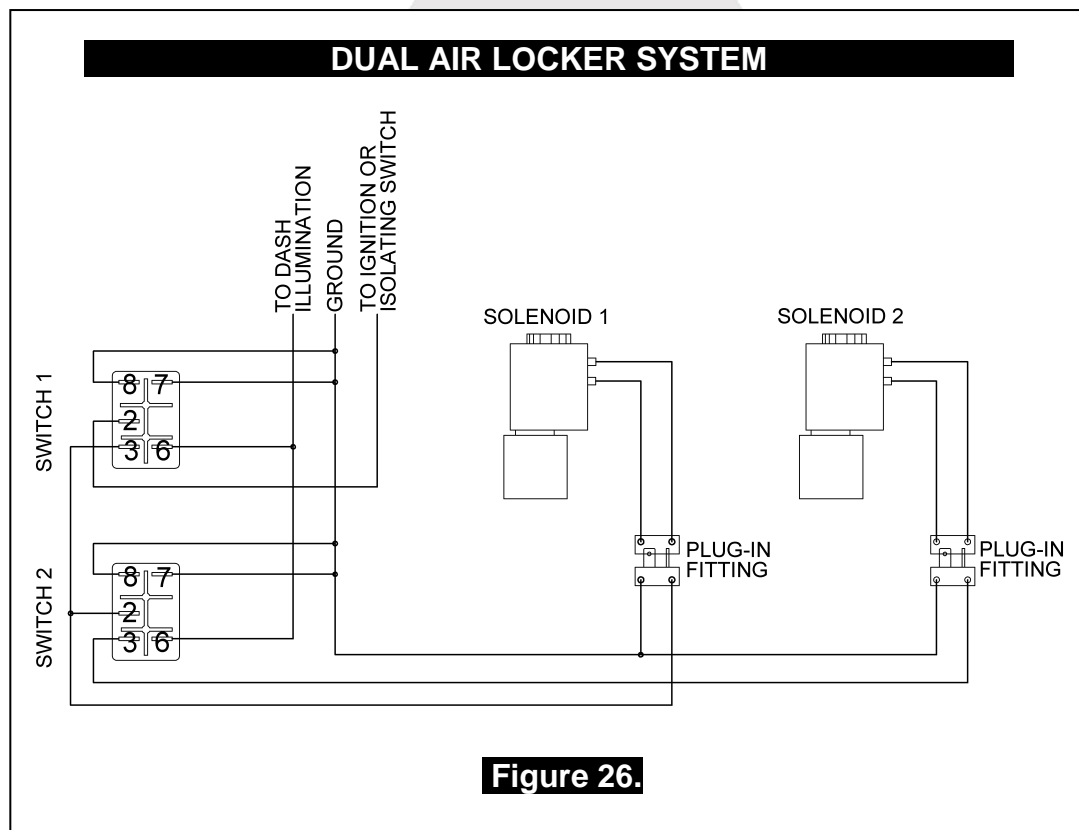 DUAL AIR LOCKER SYSTEM
TO DASH
ILLUMINATION
GROUND
TO IGNITION OR
ISOLATING SWITCH
SOLENOID 1
SOLENOID 2
SWITCH 1
8 7
2
3 6
SWITCH 2
8 7
2
3 6
PLUG-IN
FITTING
PLUG-IN
FITTING
Figure 26.